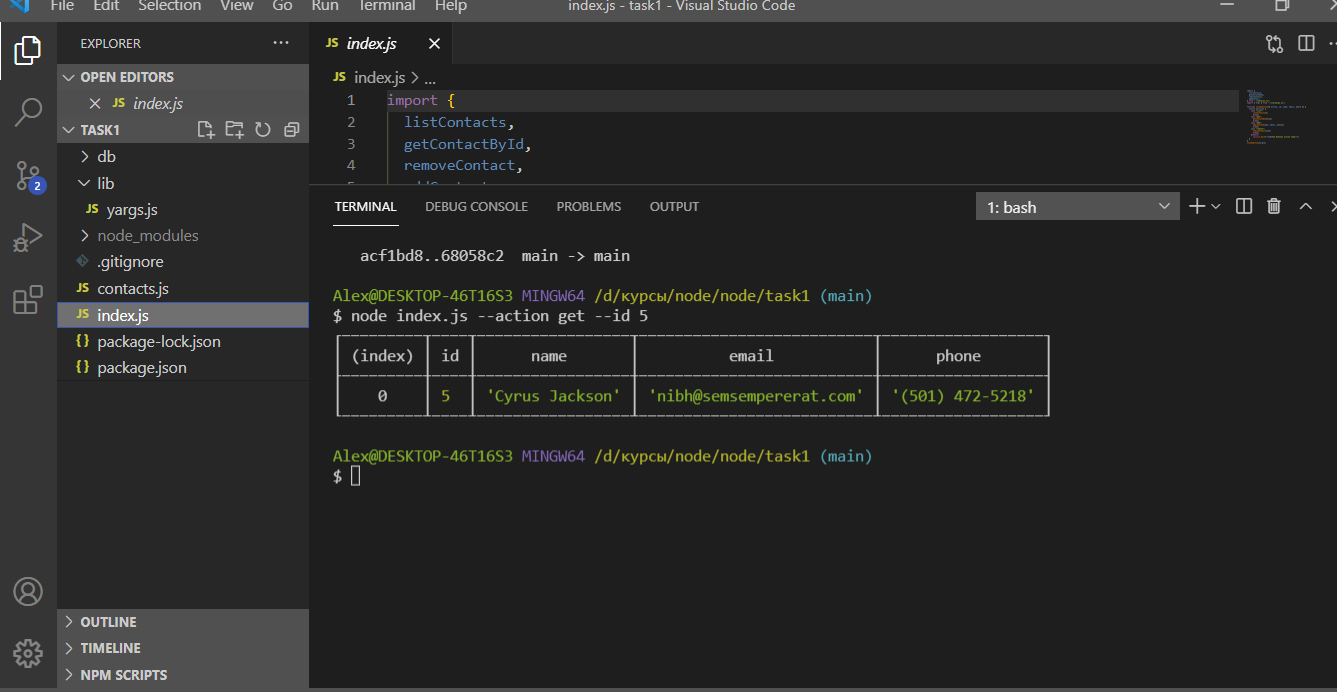 File Edit Selection View Go Run Terminal Help index.js - task1 - Visual Studio Code
EXPLORER ...
OPEN EDITORS
JS index.js
TASK1
db
lib
JS yargs.js
node_modules
.gitignore
JS contacts.js
JS index.js
{} package-lock.json
{} package.json
2
OUTLINE
TIMELINE
NPM SCRIPTS
JS index.js
JS index.js > ...
1 import {
2 listContacts,
3 getContactById,
4 removeContact,
TERMINAL DEBUG CONSOLE PROBLEMS OUTPUT 1: bash
acf1bd8..68058c2 main -> main
Alex@DESKTOP-46T16S3 MINGW64 /d/курсы/node/node/task1 (main)
$ node index.js --action get --id 5
(index) id name email phone
0 5 'Cyrus Jackson' 'nibh@semsempererat.com' '(501) 472-5218'
Alex@DESKTOP-46T16S3 MINGW64 /d/курсы/node/node/task1 (main)
$